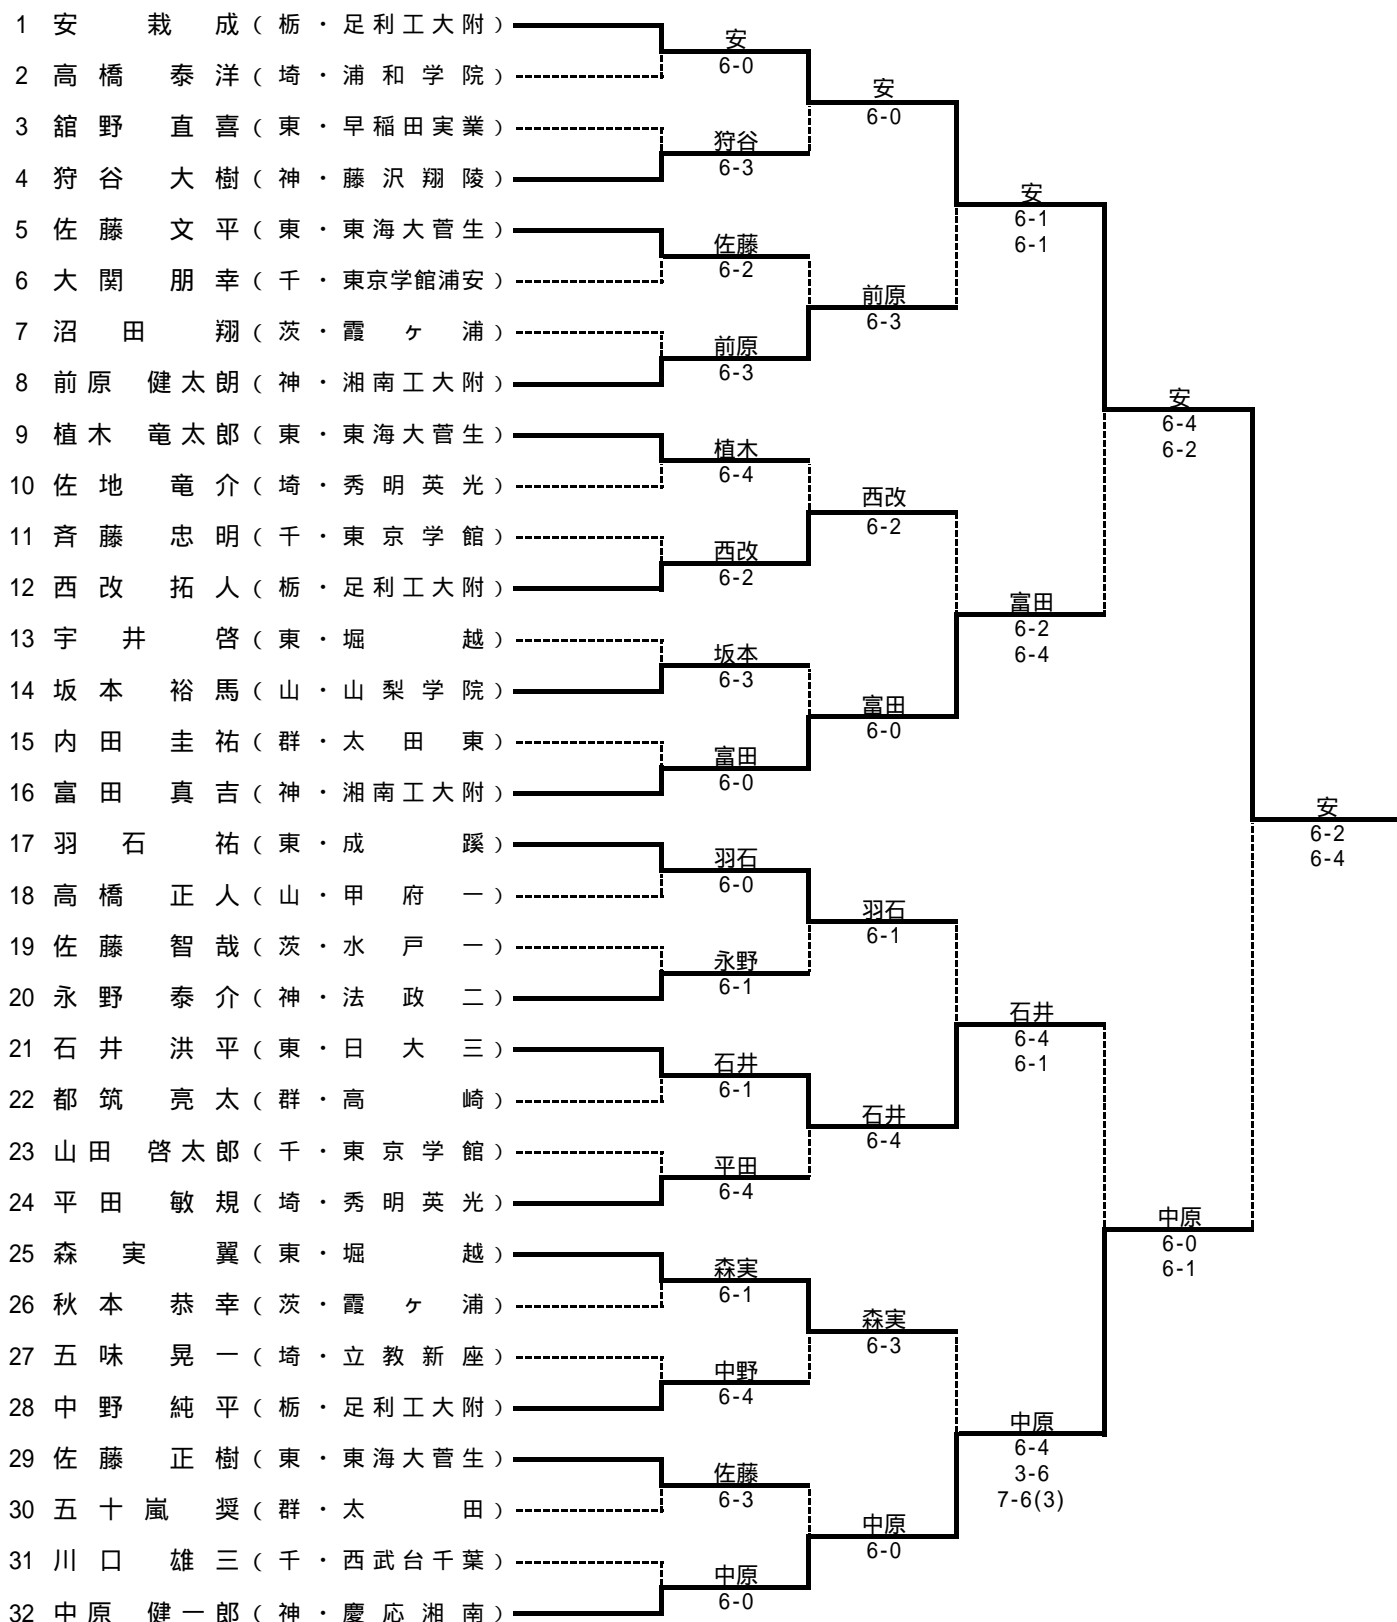 1 安 栽成(栃・足利工大附)
安
6-0
2 高橋 泰洋(埼・浦和学院)
安
6-0
3 舘野 直喜(東・早稲田実業)
狩谷
6-3
4 狩谷 大樹(神・藤沢翔陵)
安
6-1
6-1
5 佐藤 文平(東・東海大菅生)
佐藤
6-2
6 大関 朋幸(千・東京学館浦安)
前原
6-3
7 沼田 翔(茨・霞ヶ浦)
前原
6-3
8 前原 健太朗(神・湘南工大附)
安
6-4
6-2
9 植木 竜太郎(東・東海大菅生)
植木
6-4
10 佐地 竜介(埼・秀明英光)
西改
6-2
11 斉藤 忠明(千・東京学館)
西改
6-2
12 西改 拓人(栃・足利工大附)
富田
6-2
6-4
13 宇井 啓(東・堀越)
坂本
6-3
14 坂本 裕馬(山・山梨学院)
富田
6-0
15 内田 圭祐(群・太田東)
富田
6-0
16 富田 真吉(神・湘南工大附)
安
6-2
6-4
17 羽石 祐(東・成蹊)
羽石
6-0
18 高橋 正人(山・甲府一)
羽石
6-1
19 佐藤 智哉(茨・水戸一)
永野
6-1
20 永野 泰介(神・法政二)
石井
6-4
6-1
21 石井 洪平(東・日大三)
石井
6-1
22 都筑 亮太(群・高崎)
石井
6-4
23 山田 啓太郎(千・東京学館)
平田
6-4
24 平田 敏規(埼・秀明英光)
中原
6-0
6-1
25 森実 翼(東・堀越)
森実
6-1
26 秋本 恭幸(茨・霞ヶ浦)
森実
6-3
27 五味 晃一(埼・立教新座)
中野
6-4
28 中野 純平(栃・足利工大附)
中原
6-4
3-6
7-6(3)
29 佐藤 正樹(東・東海大菅生)
佐藤
6-3
30 五十嵐 奨(群・太田)
中原
6-0
31 川口 雄三(千・西武台千葉)
中原
6-0
32 中原 健一郎(神・慶応湘南)